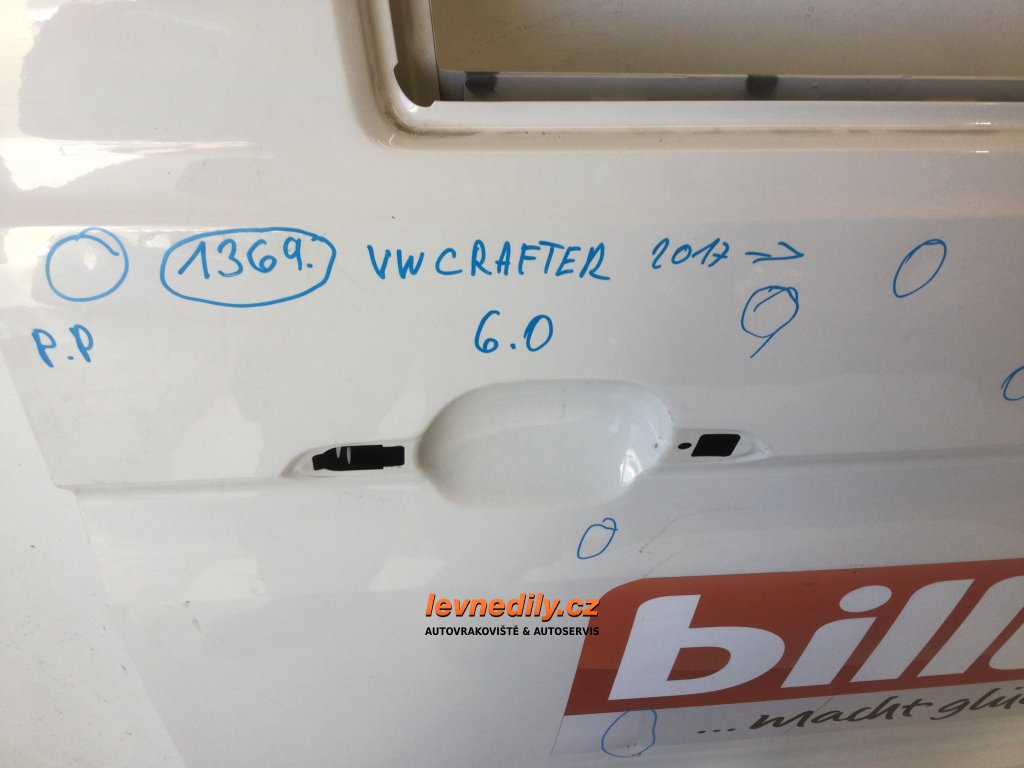 1369. VW CRAFTER 2017 →
P.P 6.0
levnedily.cz
AUTOVRAKOVIŠTĚ & AUTOSERVIS
bill
...macht glü